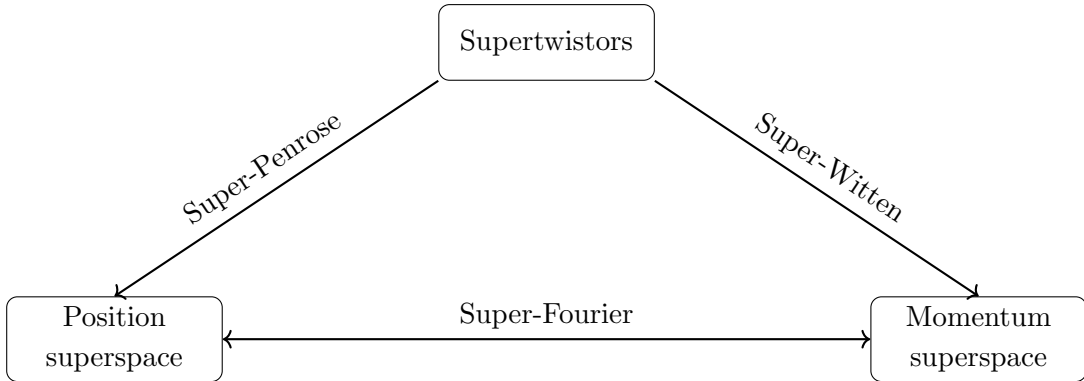 Supertwistors
Super-Penrose
Super-Witten
Super-Fourier
Position
superspace
Momentum
superspace